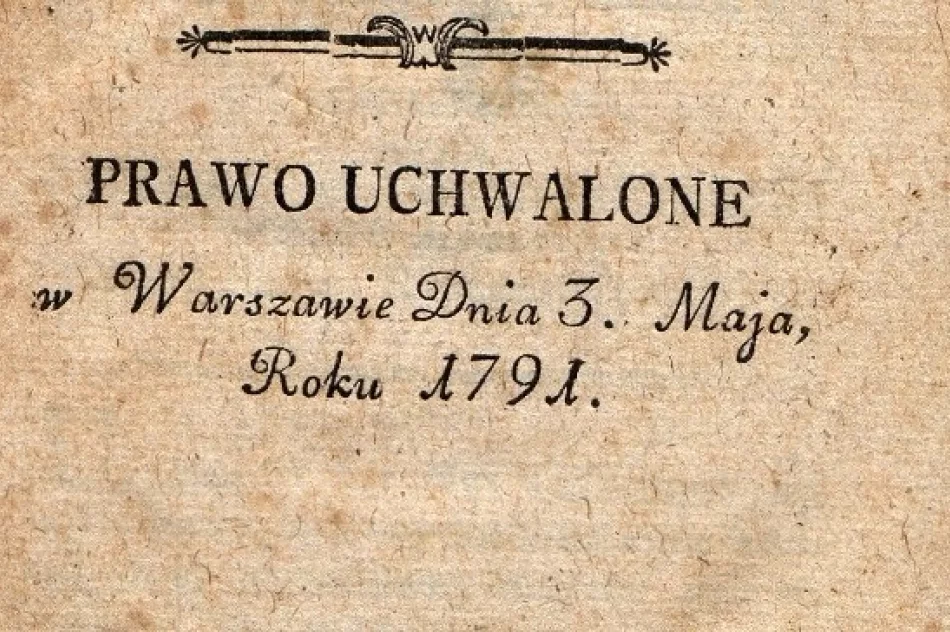 PRAWO UCHWALONE
w Warszawie Dnia 3. Maja,
Roku 1791.